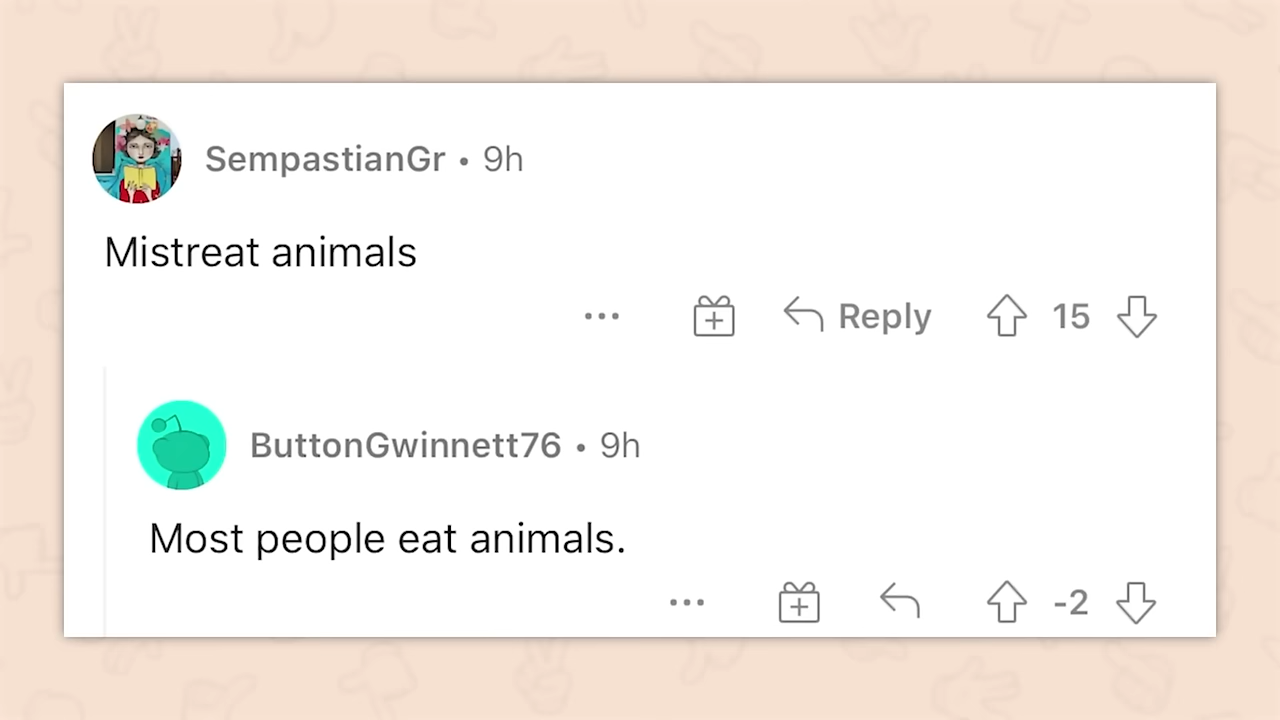 SempastianGr • 9h
Mistreat animals
Reply 15
ButtonGwinnett76 • 9h
Most people eat animals.
-2